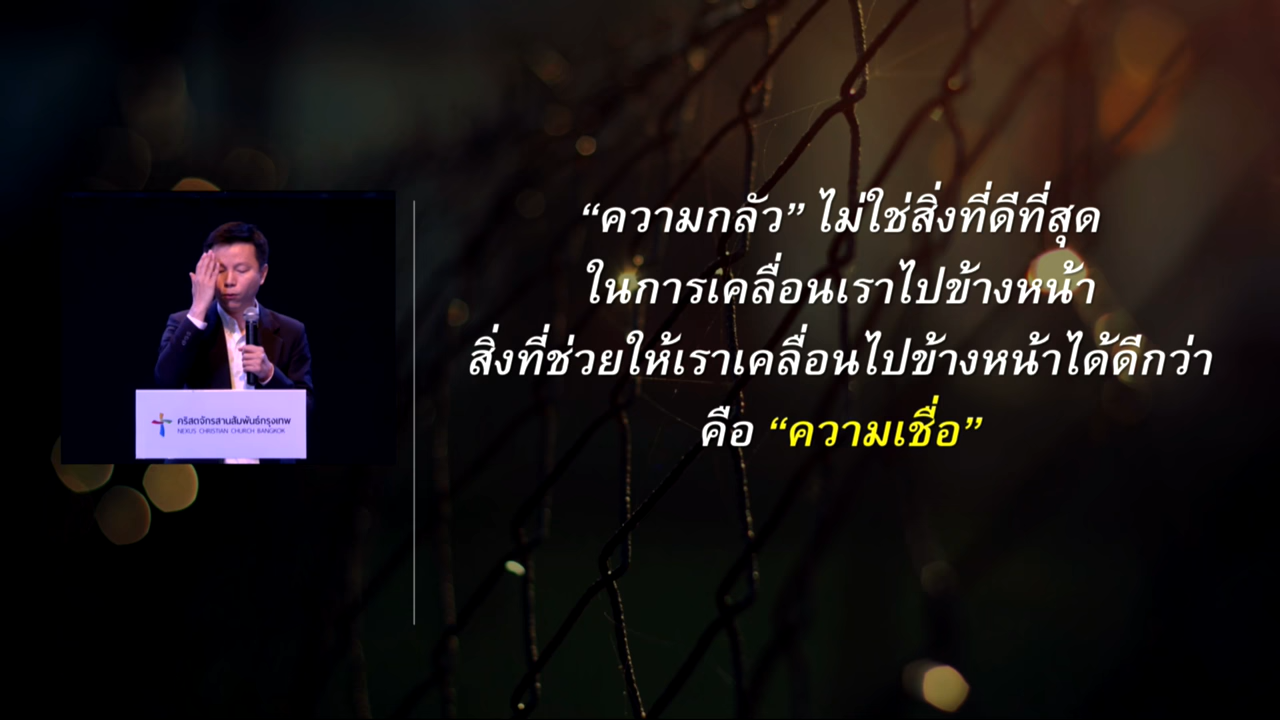 “ความกลัว” ไม่ใช่สิ่งที่ดีที่สุด
ในการเคลื่อนเราไปข้างหน้า
สิ่งที่ช่วยให้เราเคลื่อนไปข้างหน้าได้ดีกว่า
คือ “ความเชื่อ”
คริสตจักรสานสัมพันธ์กรุงเทพ
NEXUS CHRISTIAN CHURCH BANGKOK